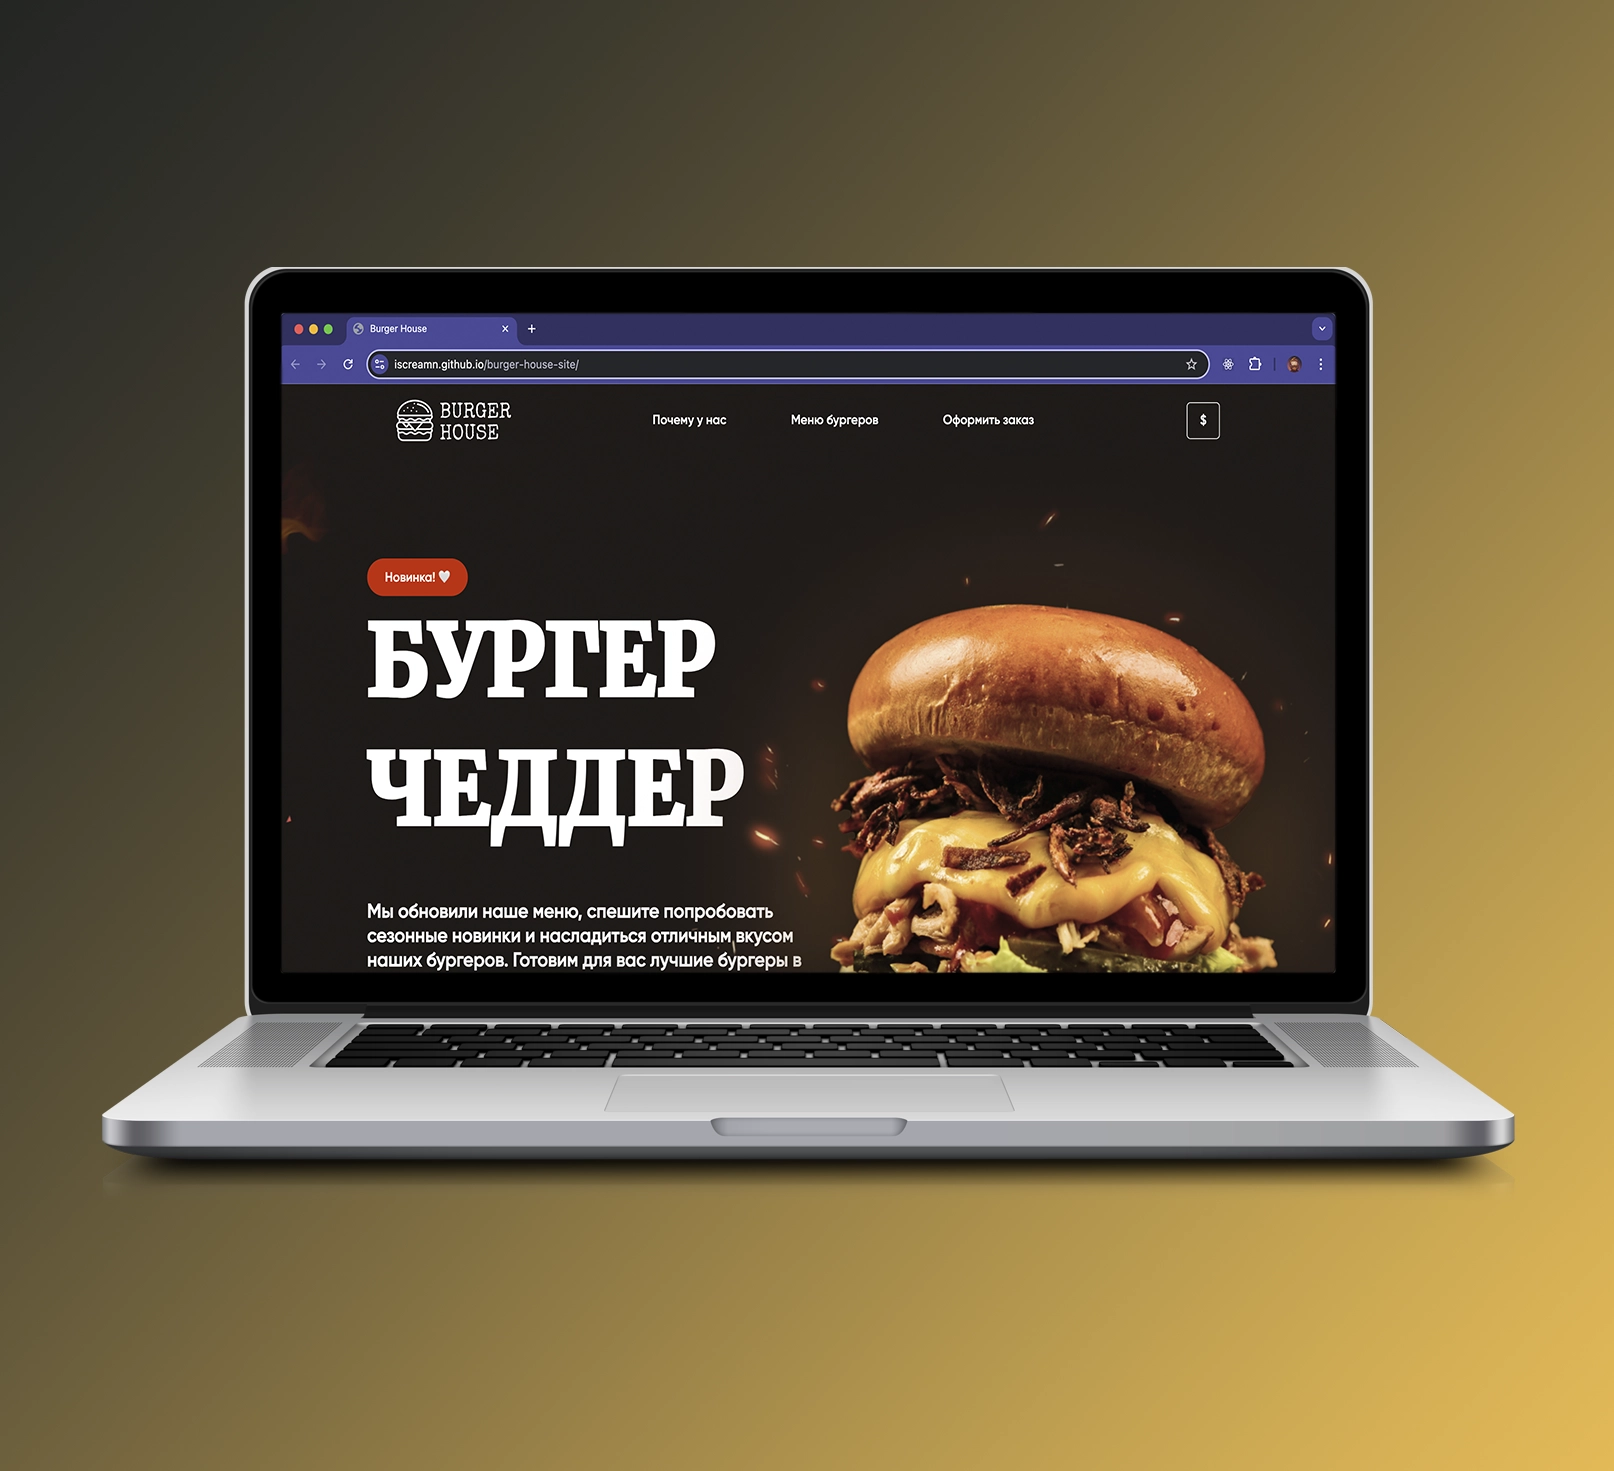 Burger House
iscreamn.github.io/burger-house-site/
BURGER
HOUSE
Почему у нас
Меню бургеров
Оформить заказ
$
Новинка! 🤍
БУРГЕР
ЧЕДДЕР
Мы обновили наше меню, спешите попробовать
сезонные новинки и насладиться отличным вкусом
наших бургеров. Готовим для вас лучшие бургеры в